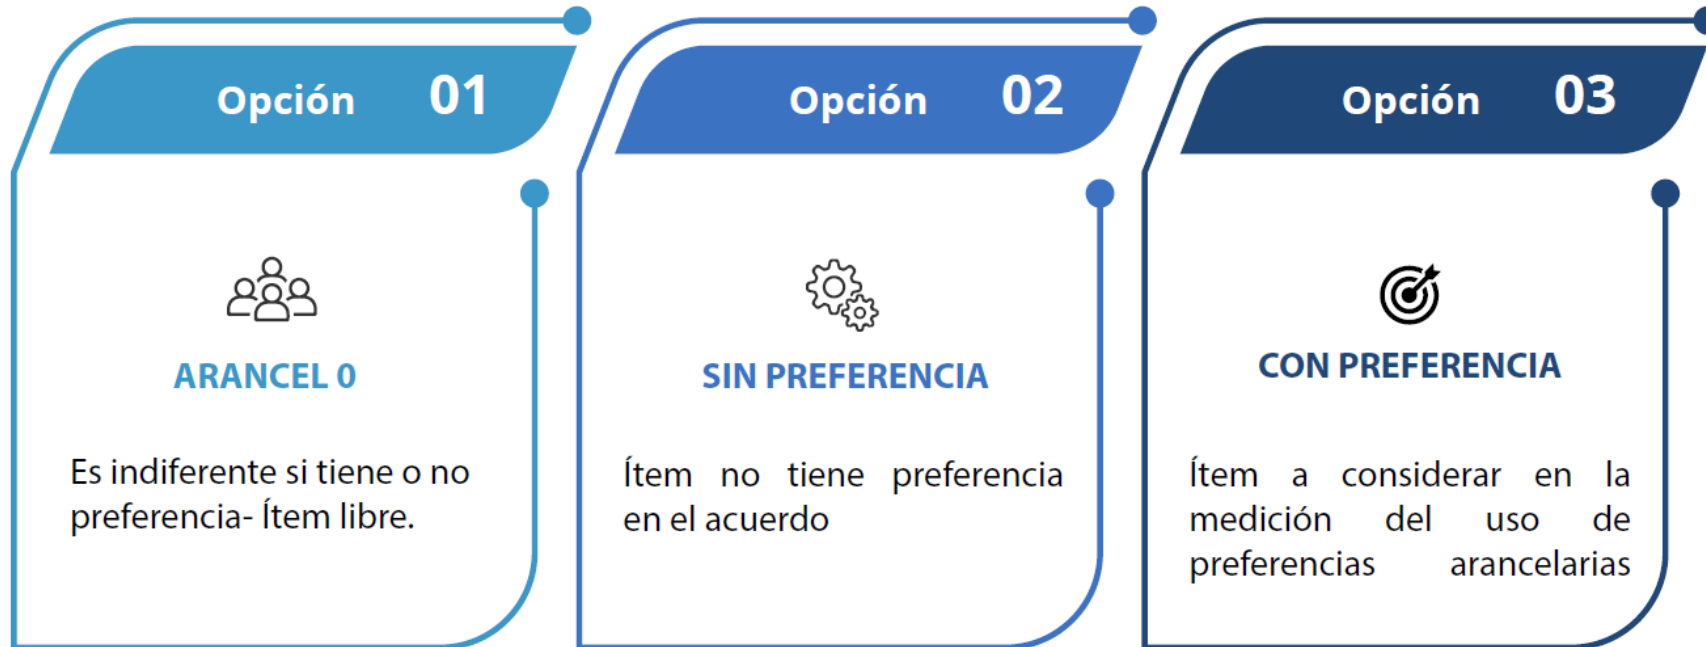 Opción 01
ARANCEL 0
Es indiferente si tiene o no
preferencia- Ítem libre.
Opción 02
SIN PREFERENCIA
Ítem no tiene preferencia
en el acuerdo
Opción 03
CON PREFERENCIA
Ítem a considerar en la
medición del uso de
preferencias arancelarias